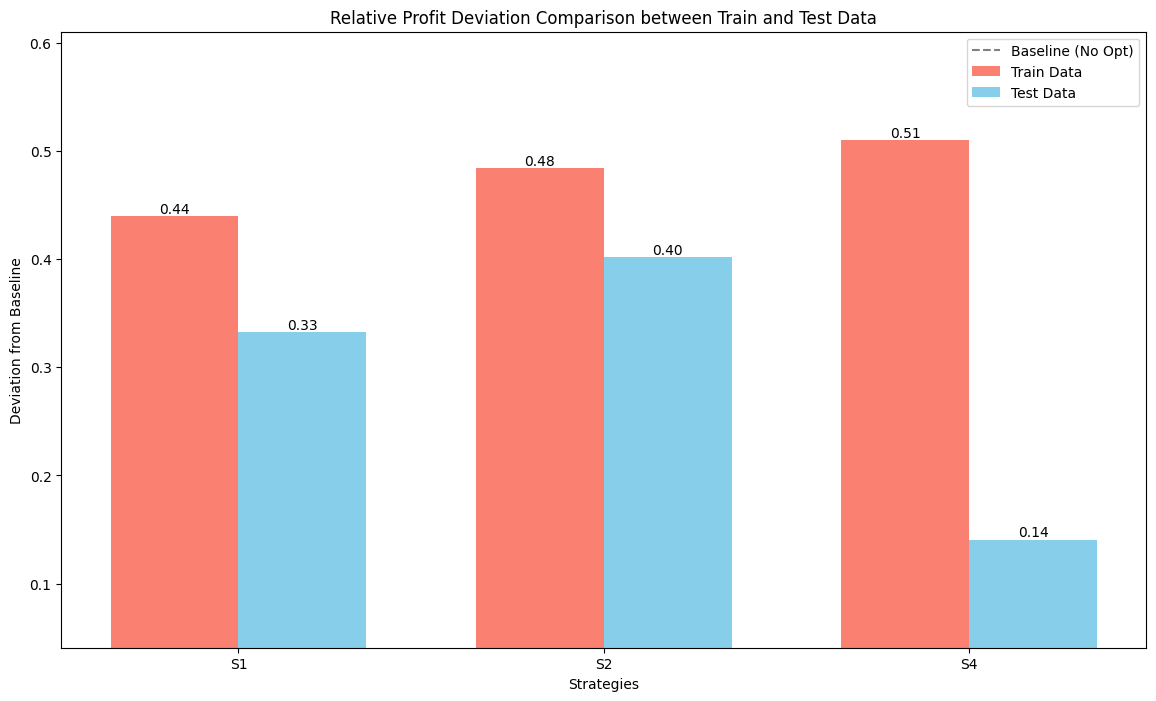 Relative Profit Deviation Comparison between Train and Test Data
Baseline (No Opt)
Train Data
Test Data
Deviation from Baseline
0.6
0.5
0.4
0.3
0.2
0.1
0.44
0.33
0.48
0.40
0.51
0.14
S1
S2
S4
Strategies